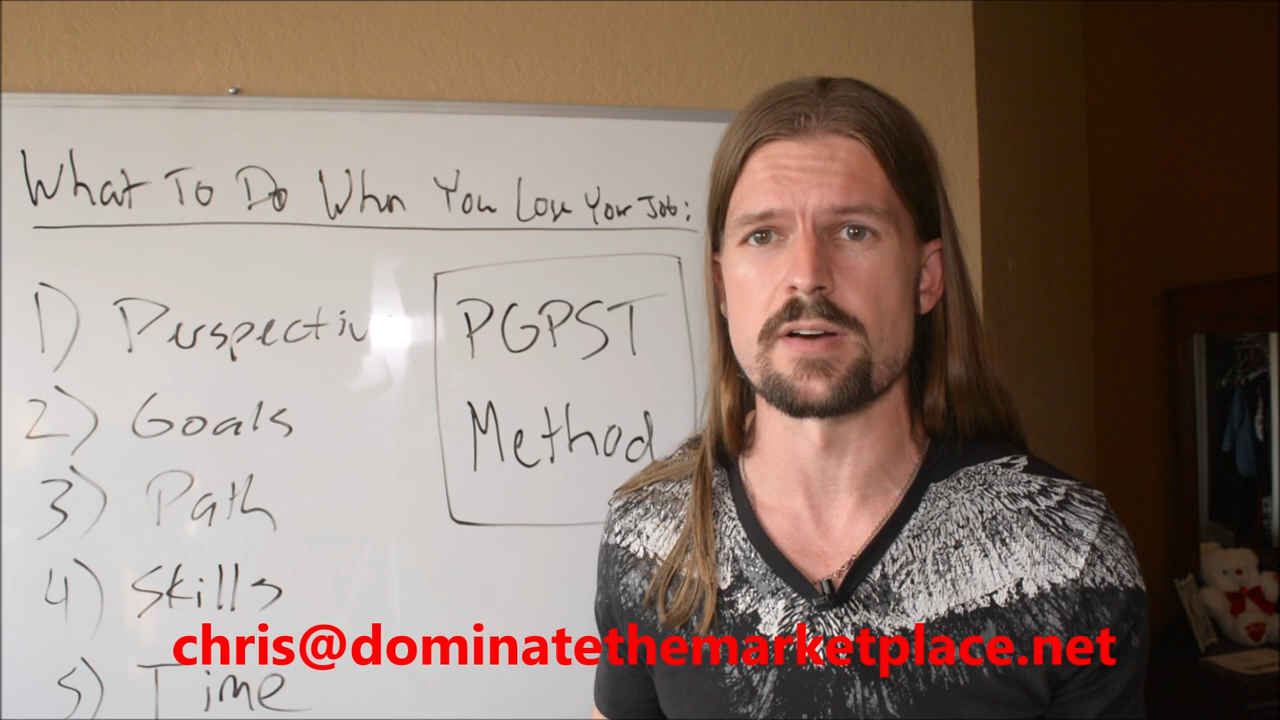 What To Do Whn You Lose Your Job:
1) Perspectiv
2) Goals
3) Path
4) Skills
5) Time
PGPST
Method
chris@dominatethemarketplace.net